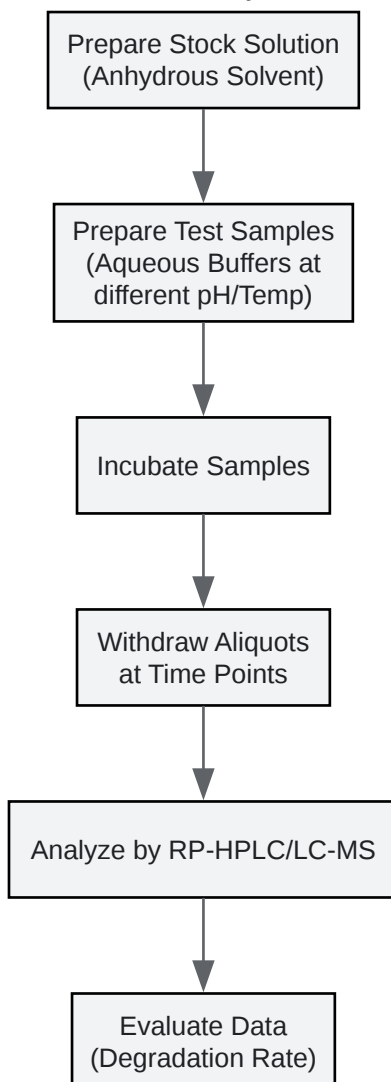 Prepare Stock Solution
(Anhydrous Solvent)
Prepare Test Samples
(Aqueous Buffers at
different pH/Temp)
Incubate Samples
Withdraw Aliquots
at Time Points
Analyze by RP-HPLC/LC-MS
Evaluate Data
(Degradation Rate)